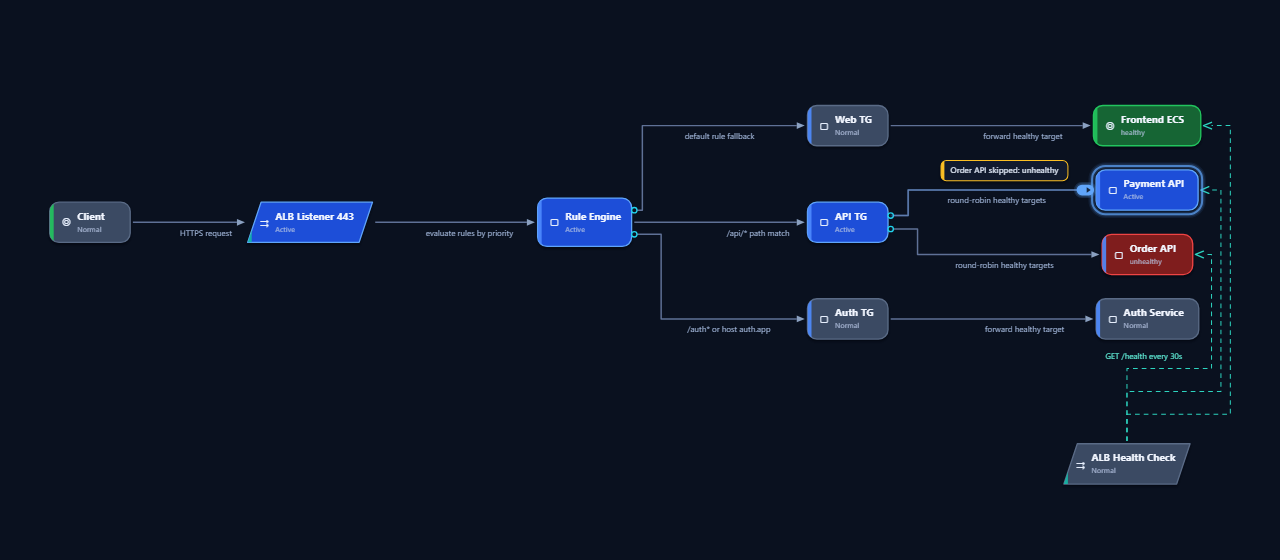 Client
Normal
HTTPS request
ALB Listener 443
Active
evaluate rules by priority
Rule Engine
Active
default rule fallback
/api/* path match
/auth* or host auth.app
Web TG
Normal
API TG
Active
Auth TG
Normal
forward healthy target
Order API skipped: unhealthy
round-robin healthy targets
round-robin healthy targets
forward healthy target
Frontend ECS
healthy
Payment API
Active
Order API
unhealthy
Auth Service
Normal
GET /health every 30s
ALB Health Check
Normal